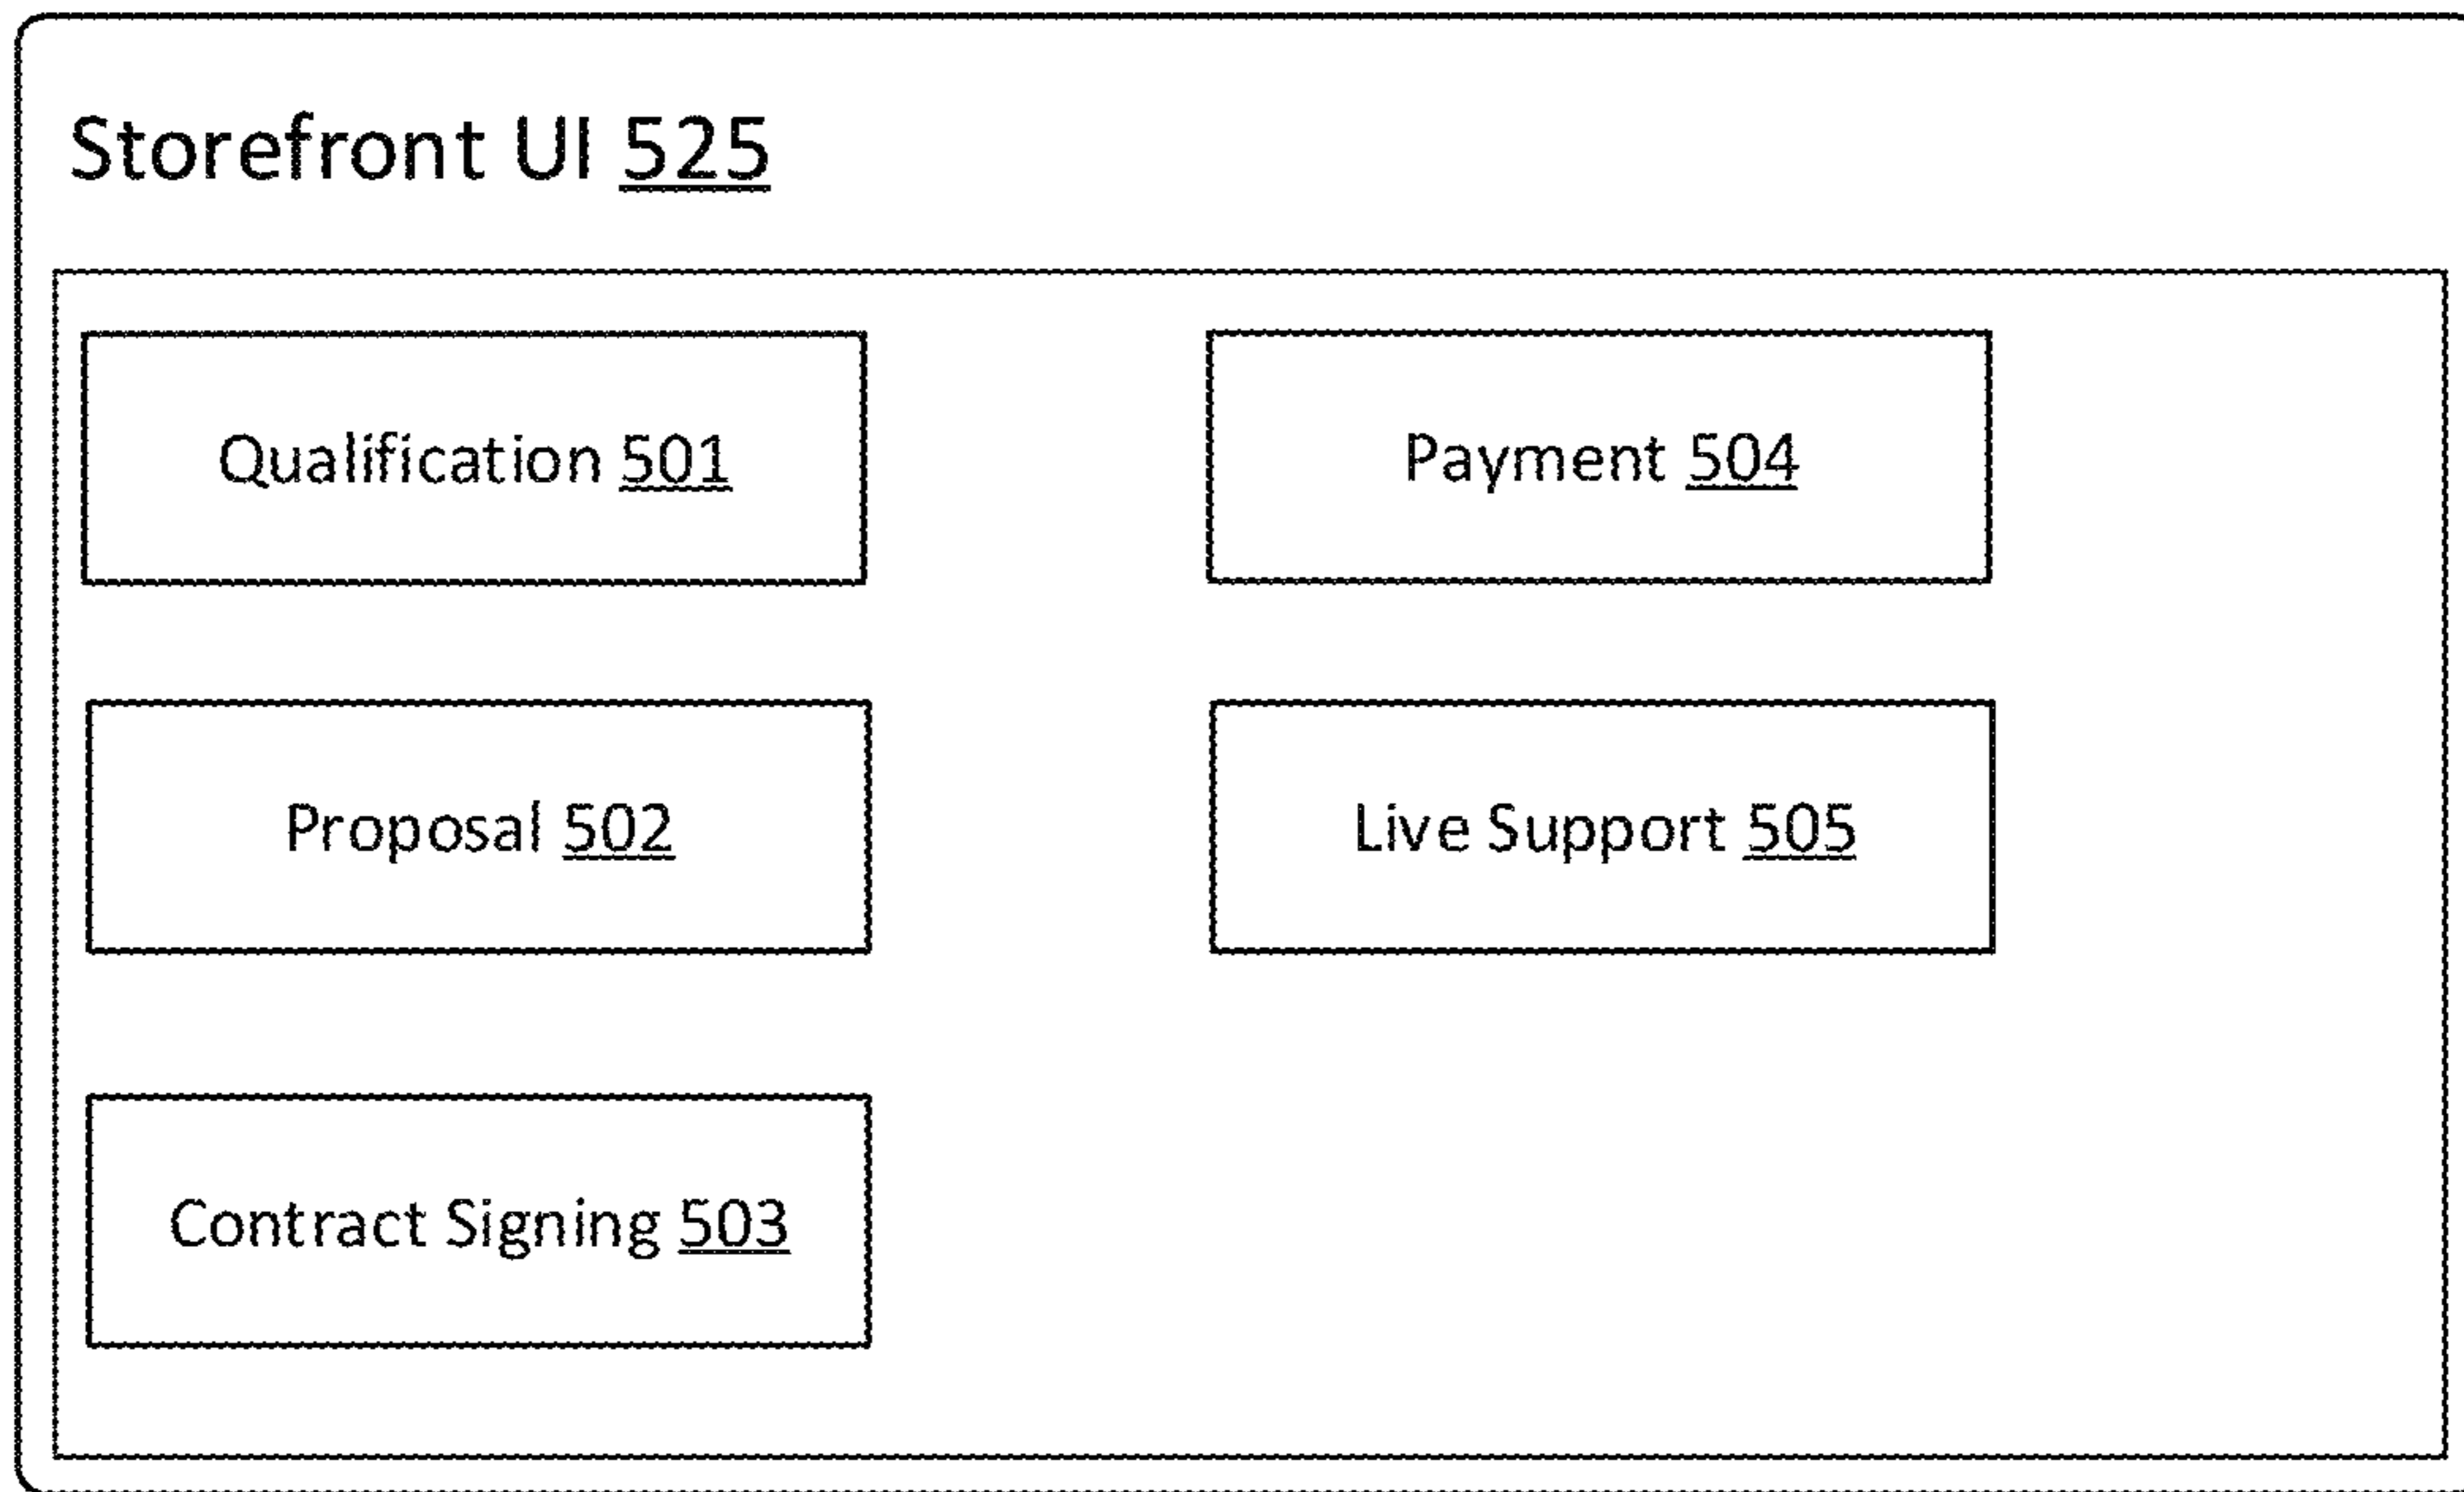 Storefront UI 525
Qualification 501
Payment 504
Proposal 502
Live Support 505
Contract Signing 503